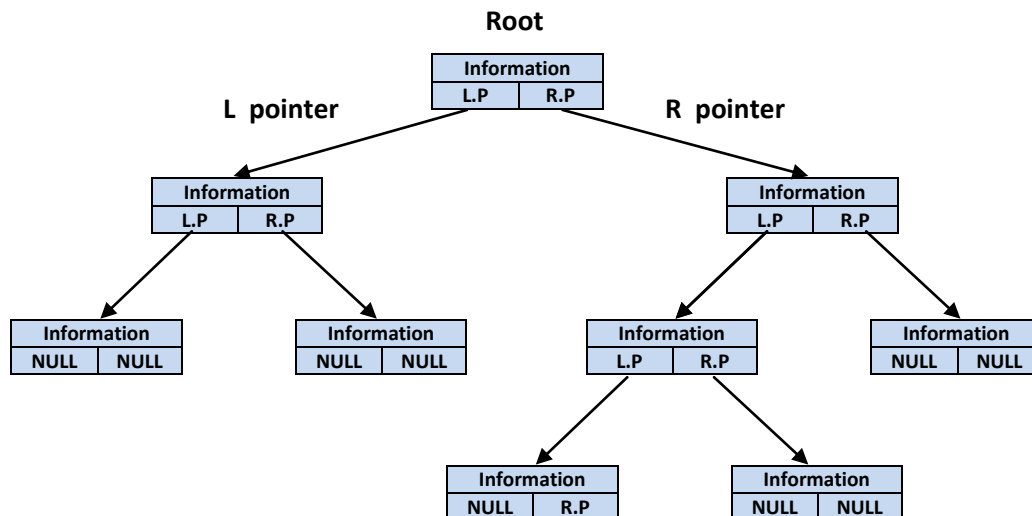 Root
Information
L.P R.P
L pointer R pointer
Information Information
L.P R.P L.P R.P
Information Information Information Information
NULL NULL NULL NULL L.P R.P NULL NULL
Information Information
NULL R.P NULL NULL